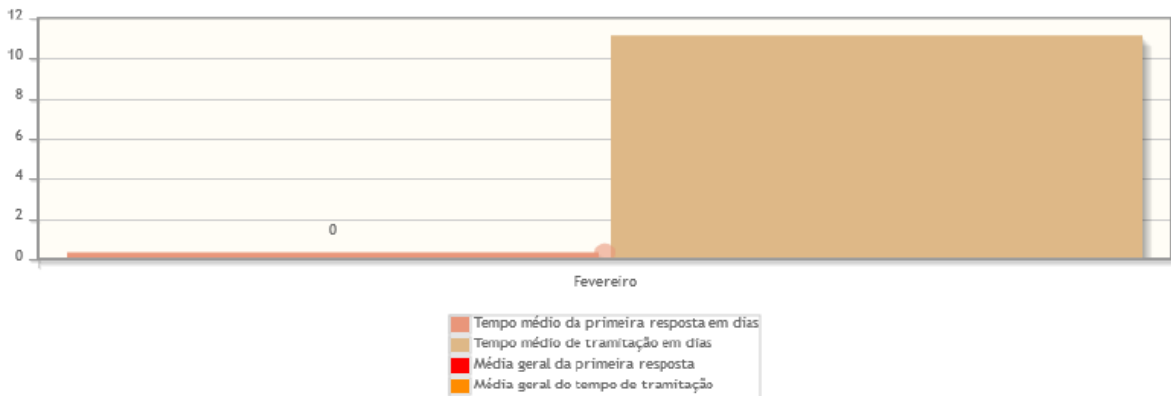 12
10
8
6
4
2
0
0
Fevereiro
Tempo médio da primeira resposta em dias
Tempo médio de tramitação em dias
Média geral da primeira resposta
Média geral do tempo de tramitação